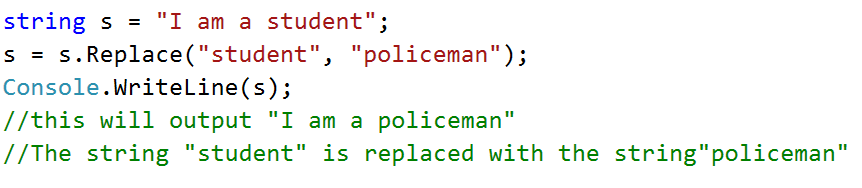 string s = "I am a student";
s = s.Replace("student", "policeman");
Console.WriteLine(s);
//this will output "I am a policeman"
//The string "student" is replaced with the string"policeman"